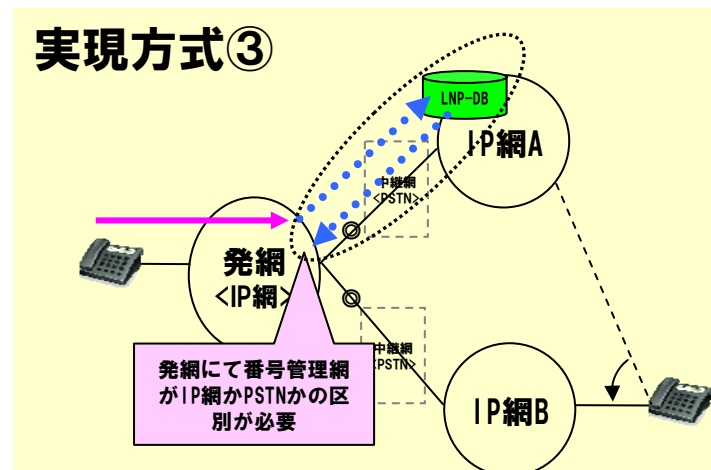 実現方式③
LNP-DB
IP網A
中継網
<PSTN>
発網
<IP網>
中継網
<PSTN>
発網にて番号管理網
がIP網かPSTNかの区
別が必要
IP網B